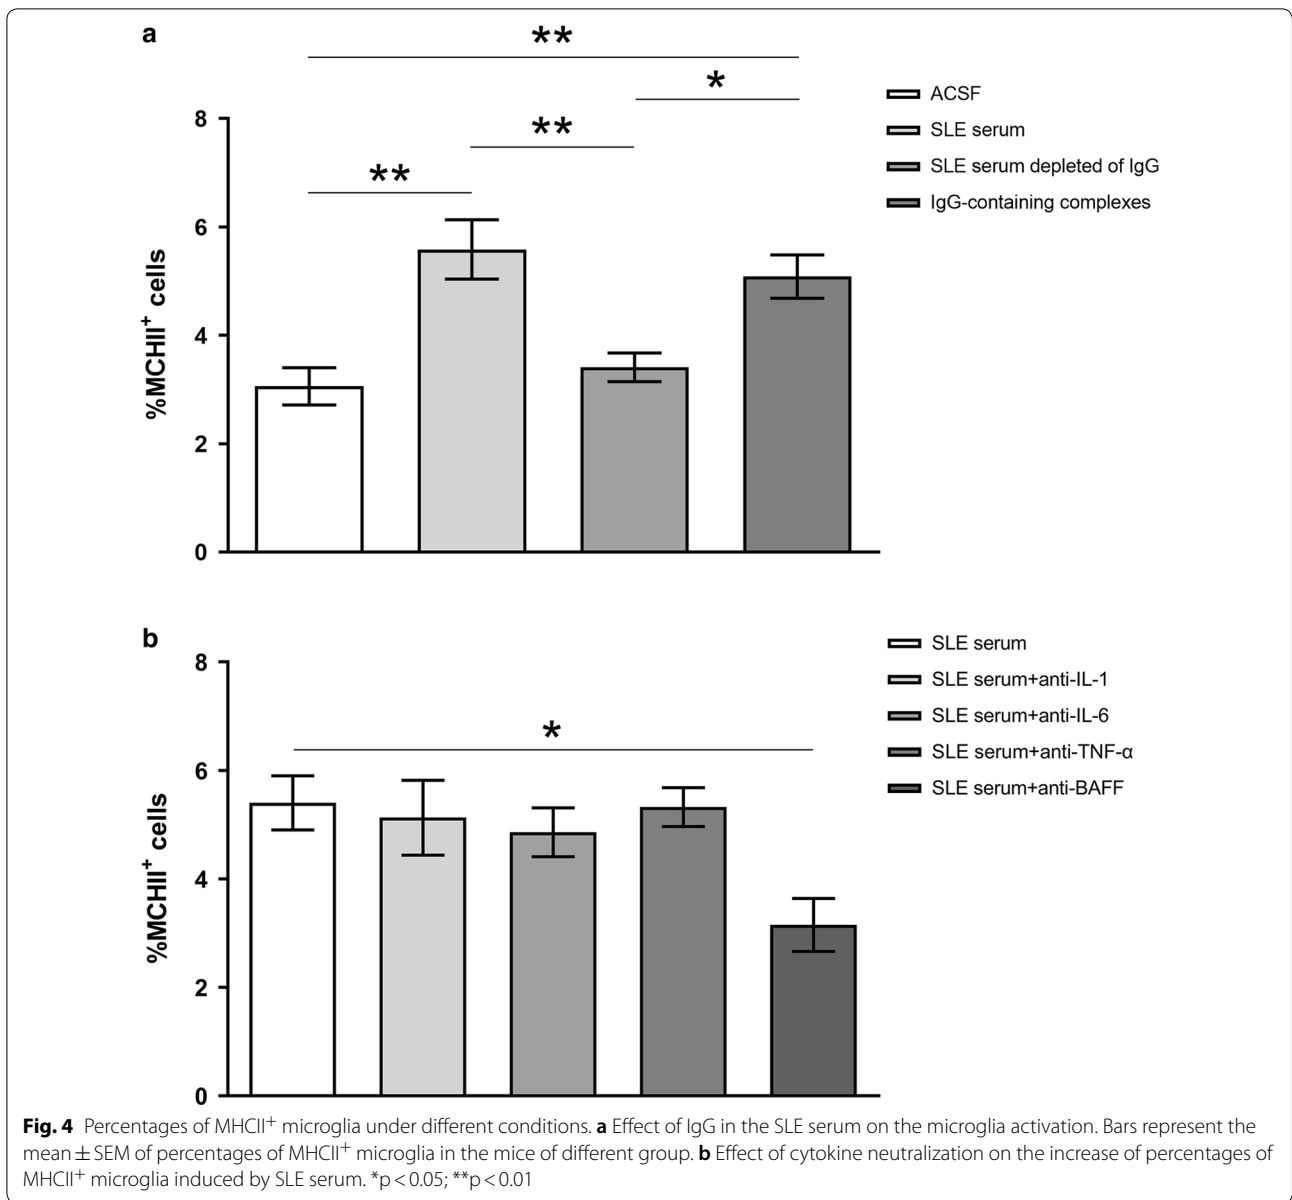 a
**
*
**
**
ACSF
SLE serum
SLE serum depleted of IgG
IgG-containing complexes
8
6
4
2
0
%MCHII⁺ cells
b
*
SLE serum
SLE serum+anti-IL-1
SLE serum+anti-IL-6
SLE serum+anti-TNF-α
SLE serum+anti-BAFF
8
6
4
2
0
%MCHII⁺ cells
Fig. 4 Percentages of MHCII⁺ microglia under different conditions. a Effect of IgG in the SLE serum on the microglia activation. Bars represent the
mean ± SEM of percentages of MHCII⁺ microglia in the mice of different group. b Effect of cytokine neutralization on the increase of percentages of
MHCII⁺ microglia induced by SLE serum. *p < 0.05; **p < 0.01